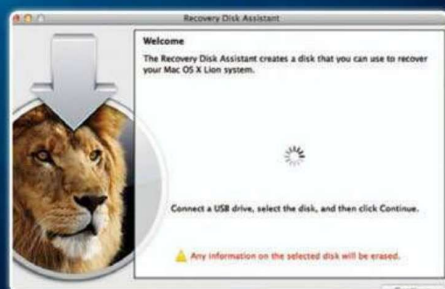 Recovery Disk Assistant
Welcome
The Recovery Disk Assistant creates a disk that you can use to recover
your Mac OS X Lion system.
Connect a USB drive, select the disk, and then click Continue.
Any information on the selected disk will be erased.